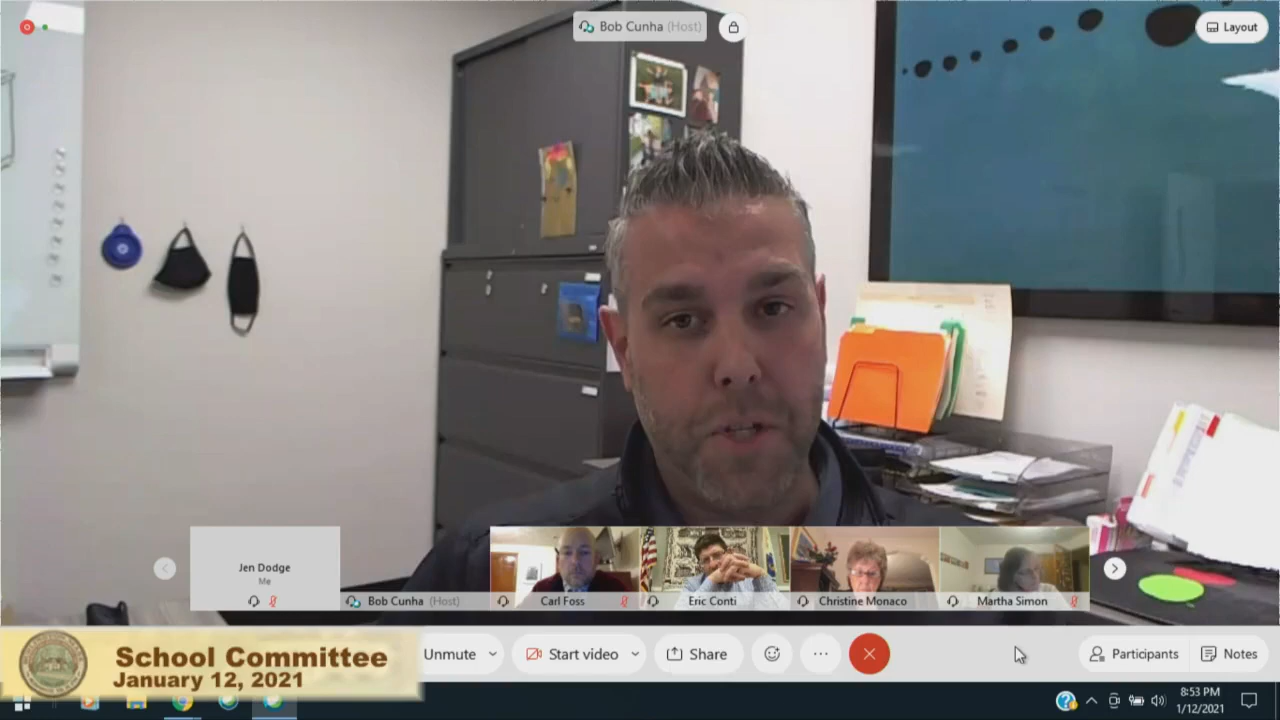 Bob Cunha (Host)
Layout
Jen Dodge
Me
Bob Cunha (Host)
Carl Foss
Eric Conti
Christine Monaco
Martha Simon
Unmute
Start video
Share
Participants
Notes
School Committee
January 12, 2021
8:53 PM
1/12/2021